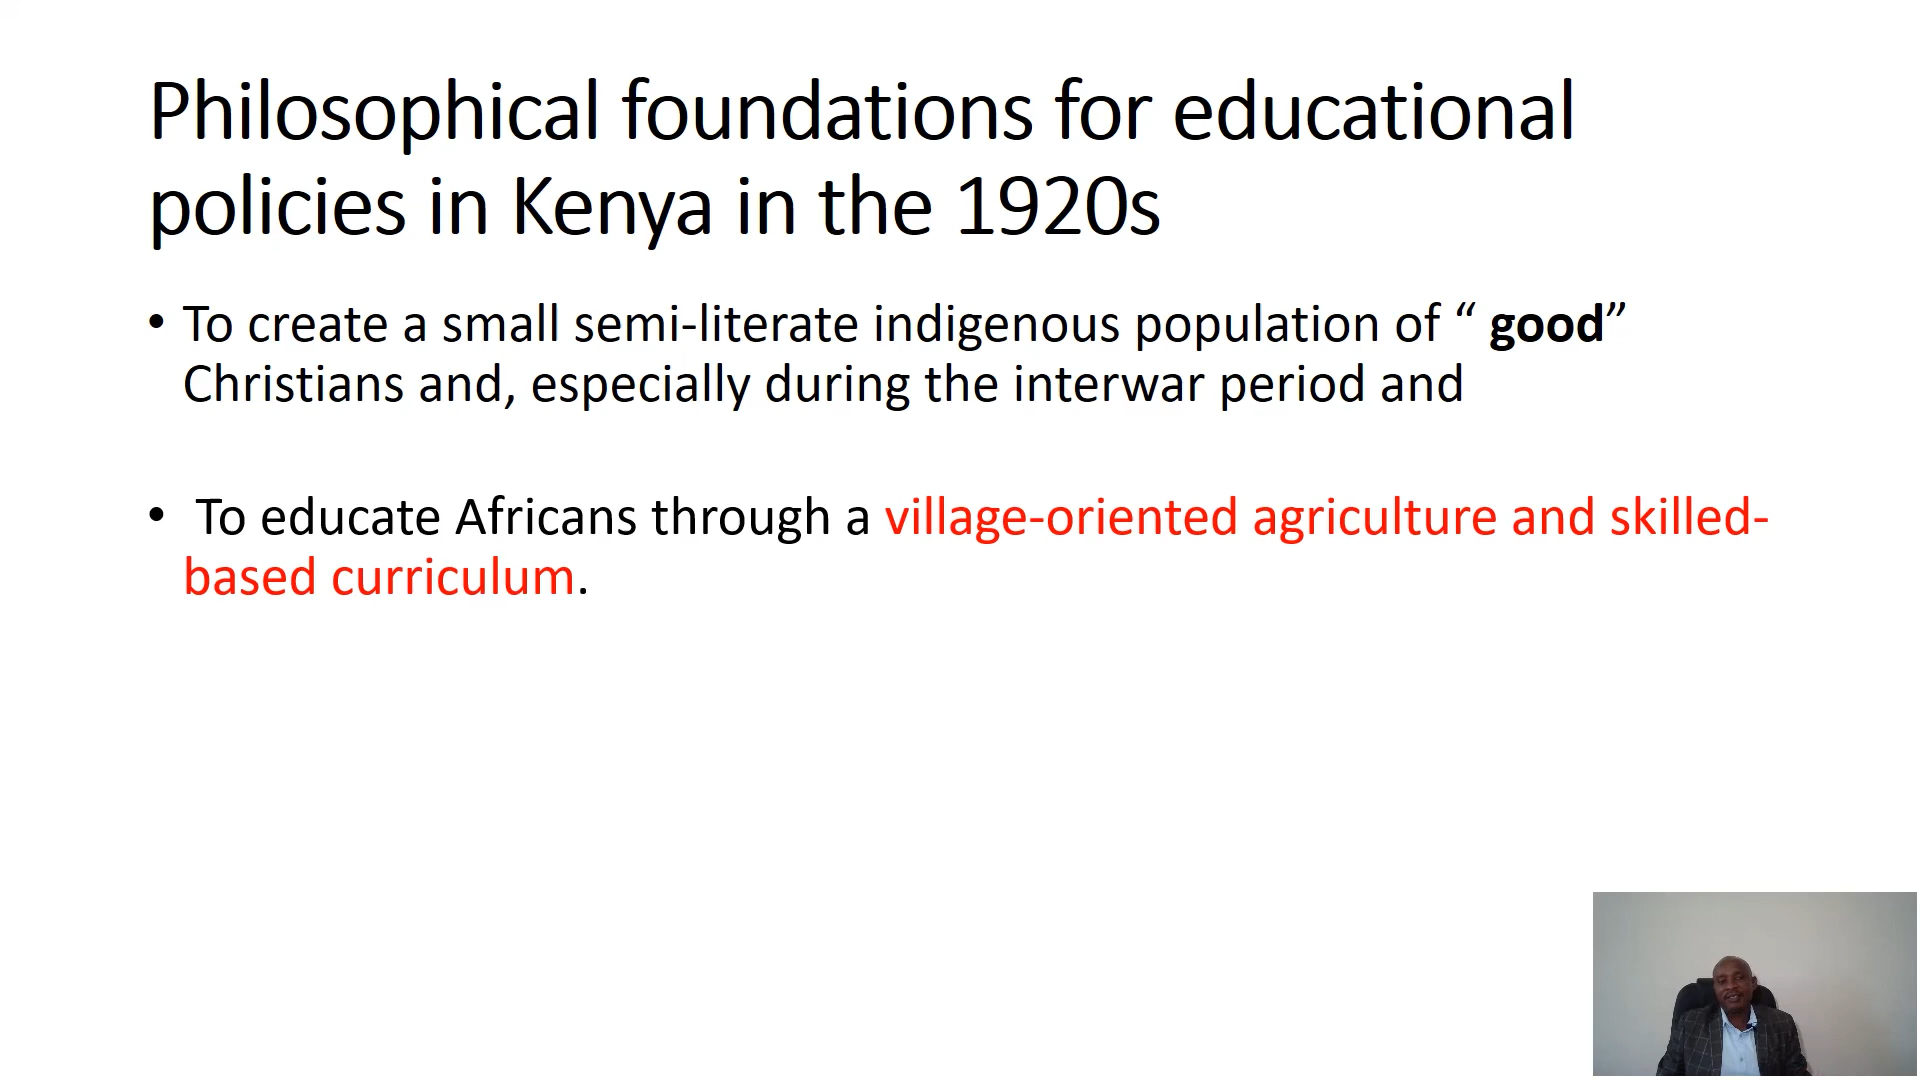 Philosophical foundations for educational
policies in Kenya in the 1920s
• To create a small semi-literate indigenous population of “ good”
Christians and, especially during the interwar period and
• To educate Africans through a village-oriented agriculture and skilled-
based curriculum.